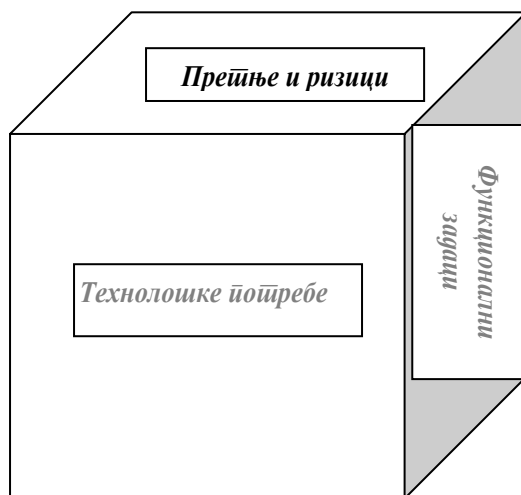 Претње и ризици
Технолошке потребе
Функционални
задаци